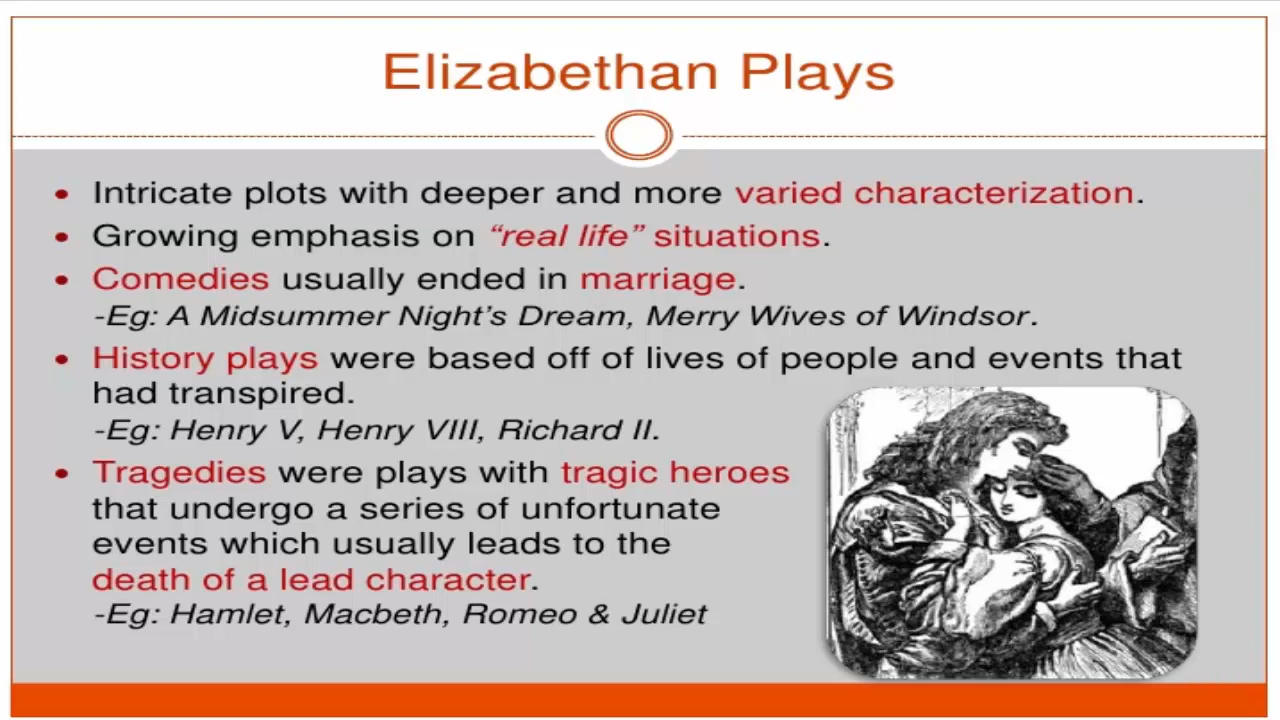 Elizabethan Plays
• Intricate plots with deeper and more varied characterization.
• Growing emphasis on “real life” situations.
• Comedies usually ended in marriage.
-Eg: A Midsummer Night’s Dream, Merry Wives of Windsor.
• History plays were based off of lives of people and events that
had transpired.
-Eg: Henry V, Henry VIII, Richard II.
• Tragedies were plays with tragic heroes
that undergo a series of unfortunate
events which usually leads to the
death of a lead character.
-Eg: Hamlet, Macbeth, Romeo & Juliet